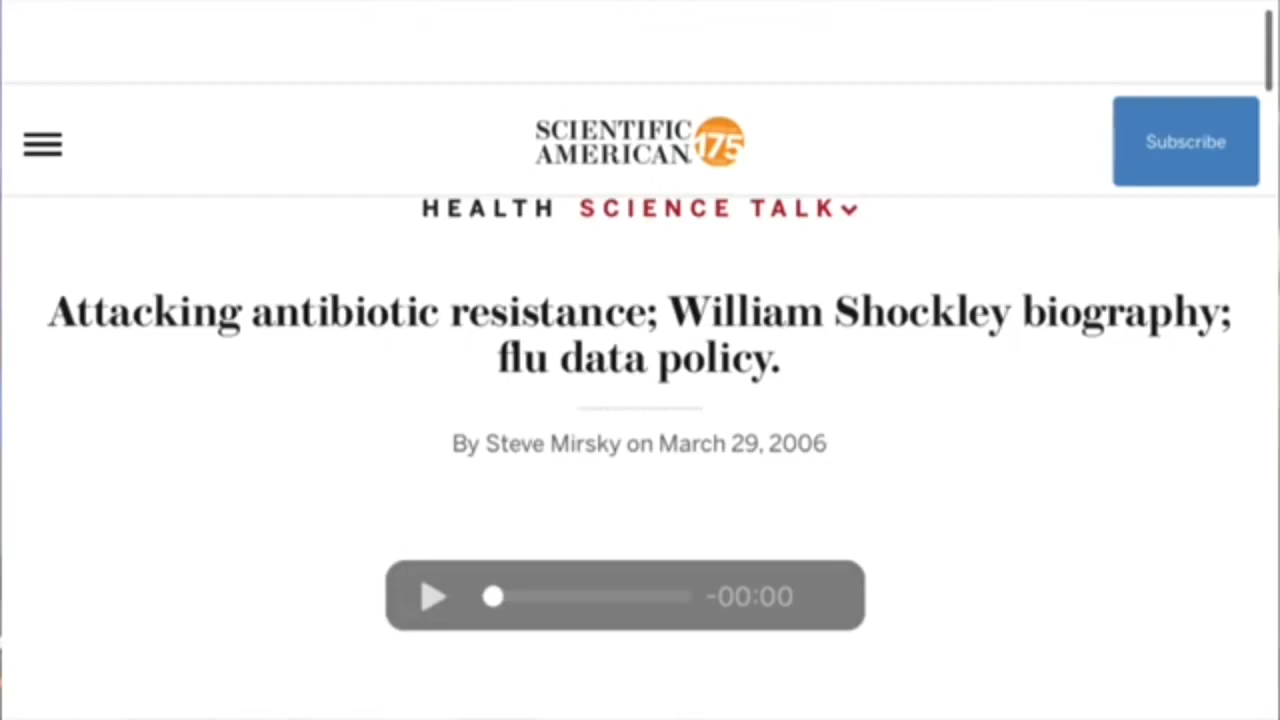 SCIENTIFIC
AMERICAN 175
Subscribe
HEALTH SCIENCE TALK
Attacking antibiotic resistance; William Shockley biography;
flu data policy.
By Steve Mirsky on March 29, 2006
-00:00